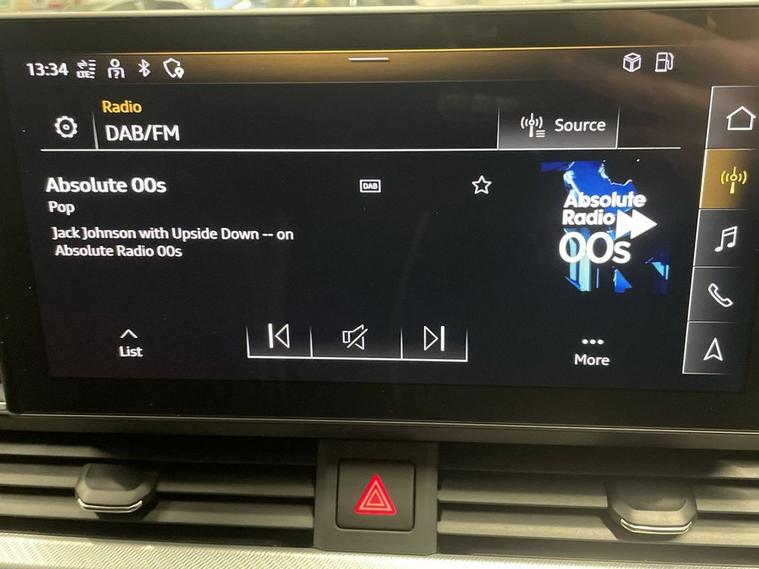 13:34 LTE
Radio
DAB/FM
Source
Absolute 00s
DAB
Pop
Jack Johnson with Upside Down -- on
Absolute Radio 00s
Absolute
Radio
00s
List
More